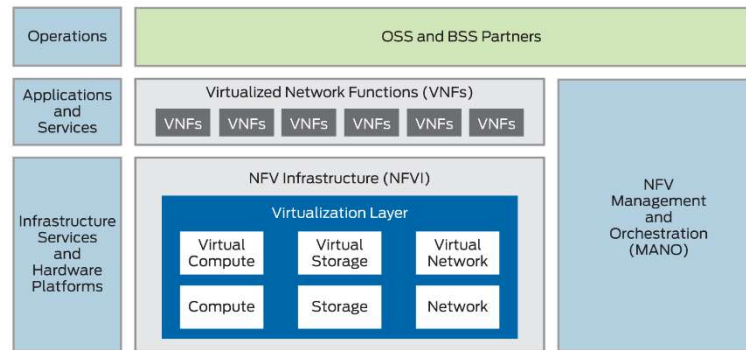 Operations
OSS and BSS Partners
Applications
and
Services
Virtualized Network Functions (VNFs)
VNFs VNFs VNFs VNFs VNFs VNFs
Infrastructure
Services
and
Hardware
Platforms
NFV Infrastructure (NFVI)
Virtualization Layer
Virtual
Compute
Virtual
Storage
Virtual
Network
Compute
Storage
Network
NFV
Management
and
Orchestration
(MANO)